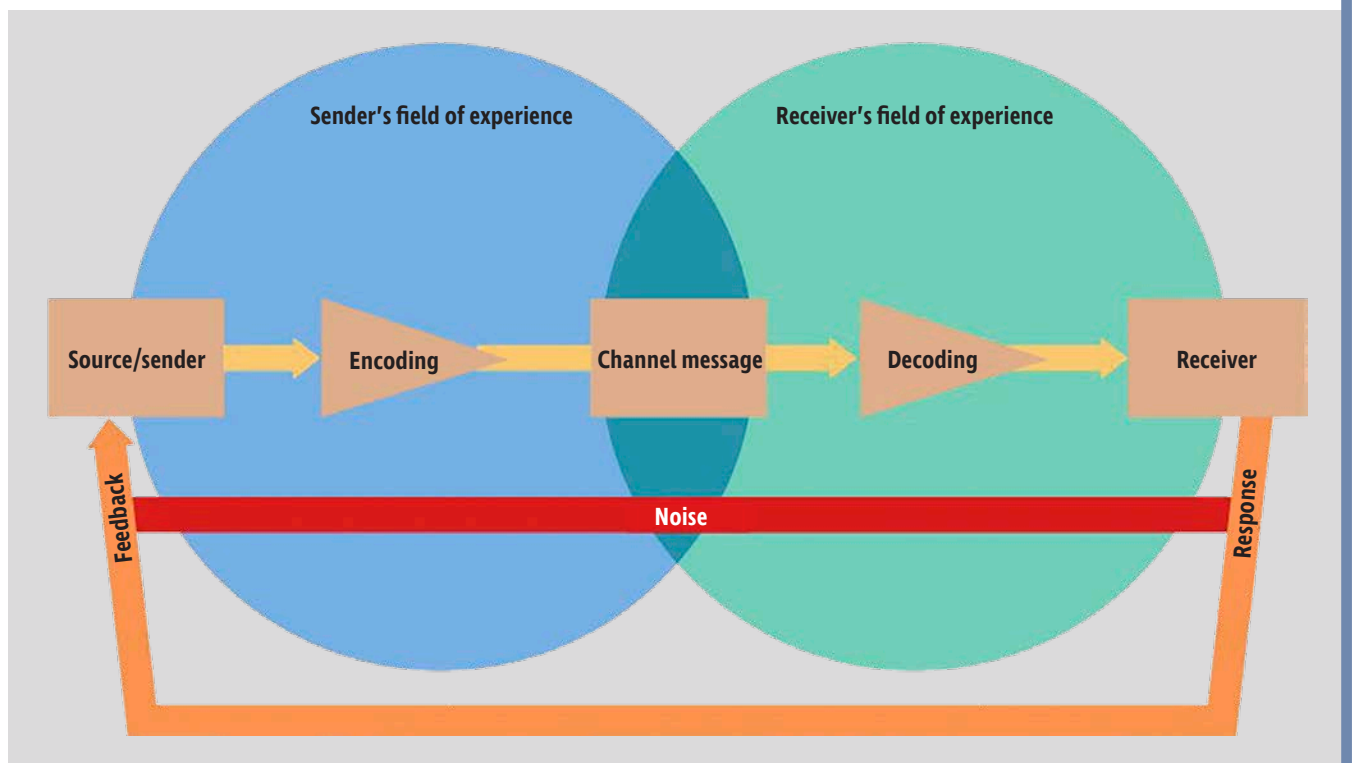 Sender's field of experience
Receiver's field of experience
Source/sender
Encoding
Channel message
Decoding
Receiver
Feedback
Noise
Response